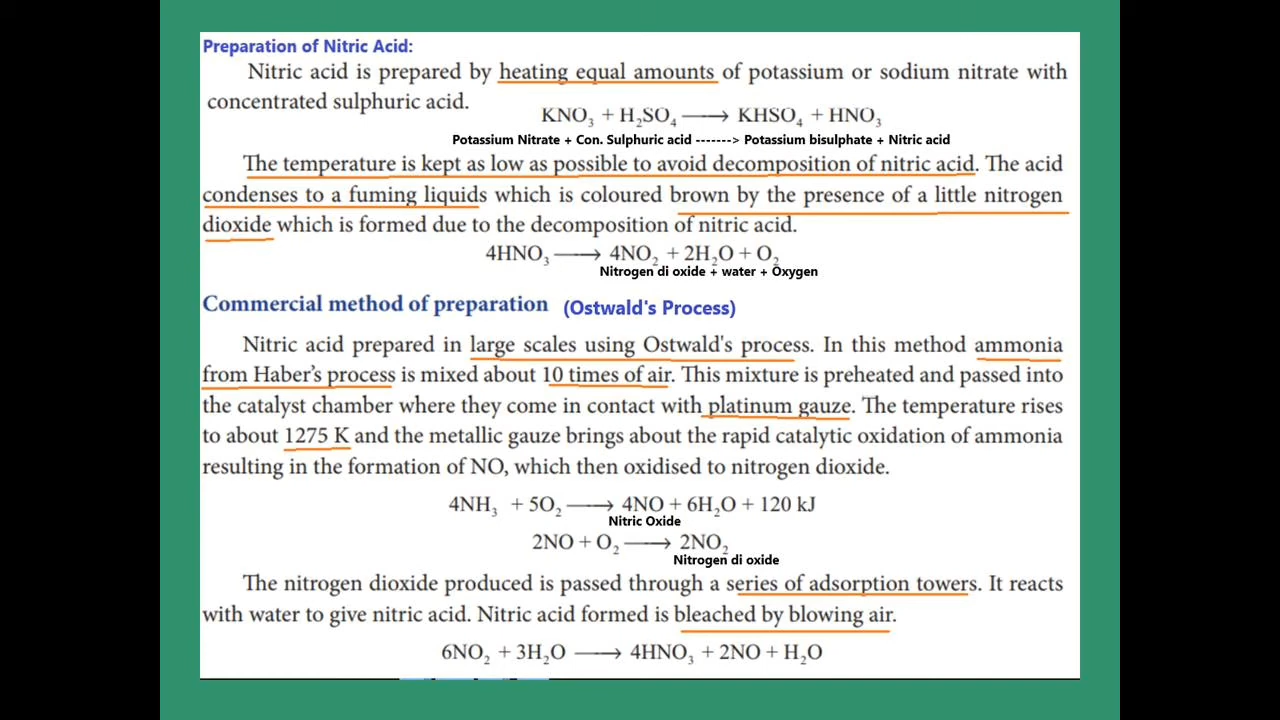 Preparation of Nitric Acid:
Nitric acid is prepared by heating equal amounts of potassium or sodium nitrate with
concentrated sulphuric acid.
KNO₃ + H₂SO₄ ⟶ KHSO₄ + HNO₃
Potassium Nitrate + Con. Sulphuric acid -------> Potassium bisulphate + Nitric acid
The temperature is kept as low as possible to avoid decomposition of nitric acid. The acid
condenses to a fuming liquids which is coloured brown by the presence of a little nitrogen
dioxide which is formed due to the decomposition of nitric acid.
4HNO₃ ⟶ 4NO₂ + 2H₂O + O₂
Nitrogen di oxide + water + Oxygen
Commercial method of preparation (Ostwald's Process)
Nitric acid prepared in large scales using Ostwald's process. In this method ammonia
from Haber's process is mixed about 10 times of air. This mixture is preheated and passed into
the catalyst chamber where they come in contact with platinum gauze. The temperature rises
to about 1275 K and the metallic gauze brings about the rapid catalytic oxidation of ammonia
resulting in the formation of NO, which then oxidised to nitrogen dioxide.
4NH₃ + 5O₂ ⟶ 4NO + 6H₂O + 120 kJ
Nitric Oxide
2NO + O₂ ⟶ 2NO₂
Nitrogen di oxide
The nitrogen dioxide produced is passed through a series of adsorption towers. It reacts
with water to give nitric acid. Nitric acid formed is bleached by blowing air.
6NO₂ + 3H₂O ⟶ 4HNO₃ + 2NO + H₂O